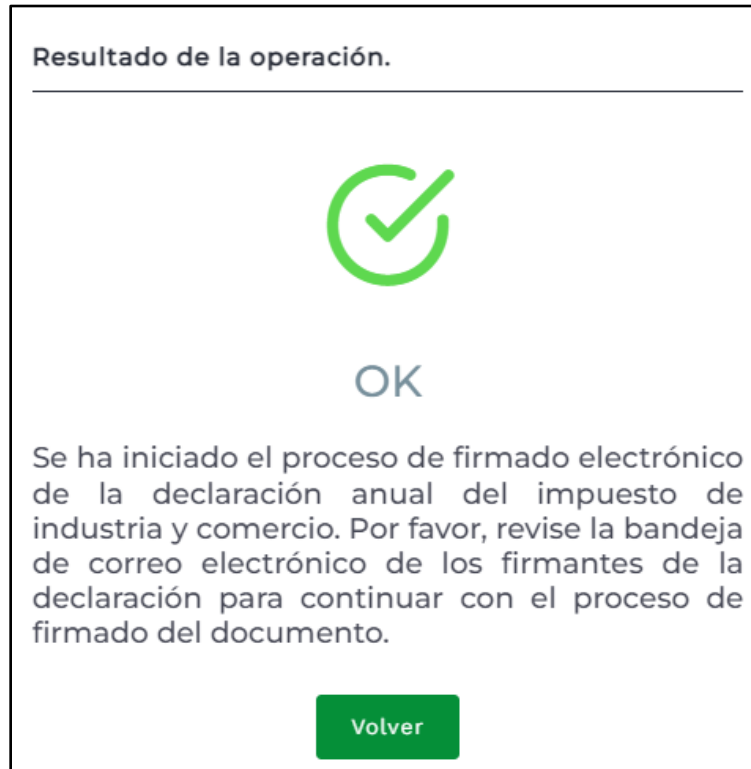 Resultado de la operación.
OK
Se ha iniciado el proceso de firmado electrónico
de la declaración anual del impuesto de
industria y comercio. Por favor, revise la bandeja
de correo electrónico de los firmantes de la
declaración para continuar con el proceso de
firmado del documento.
Volver